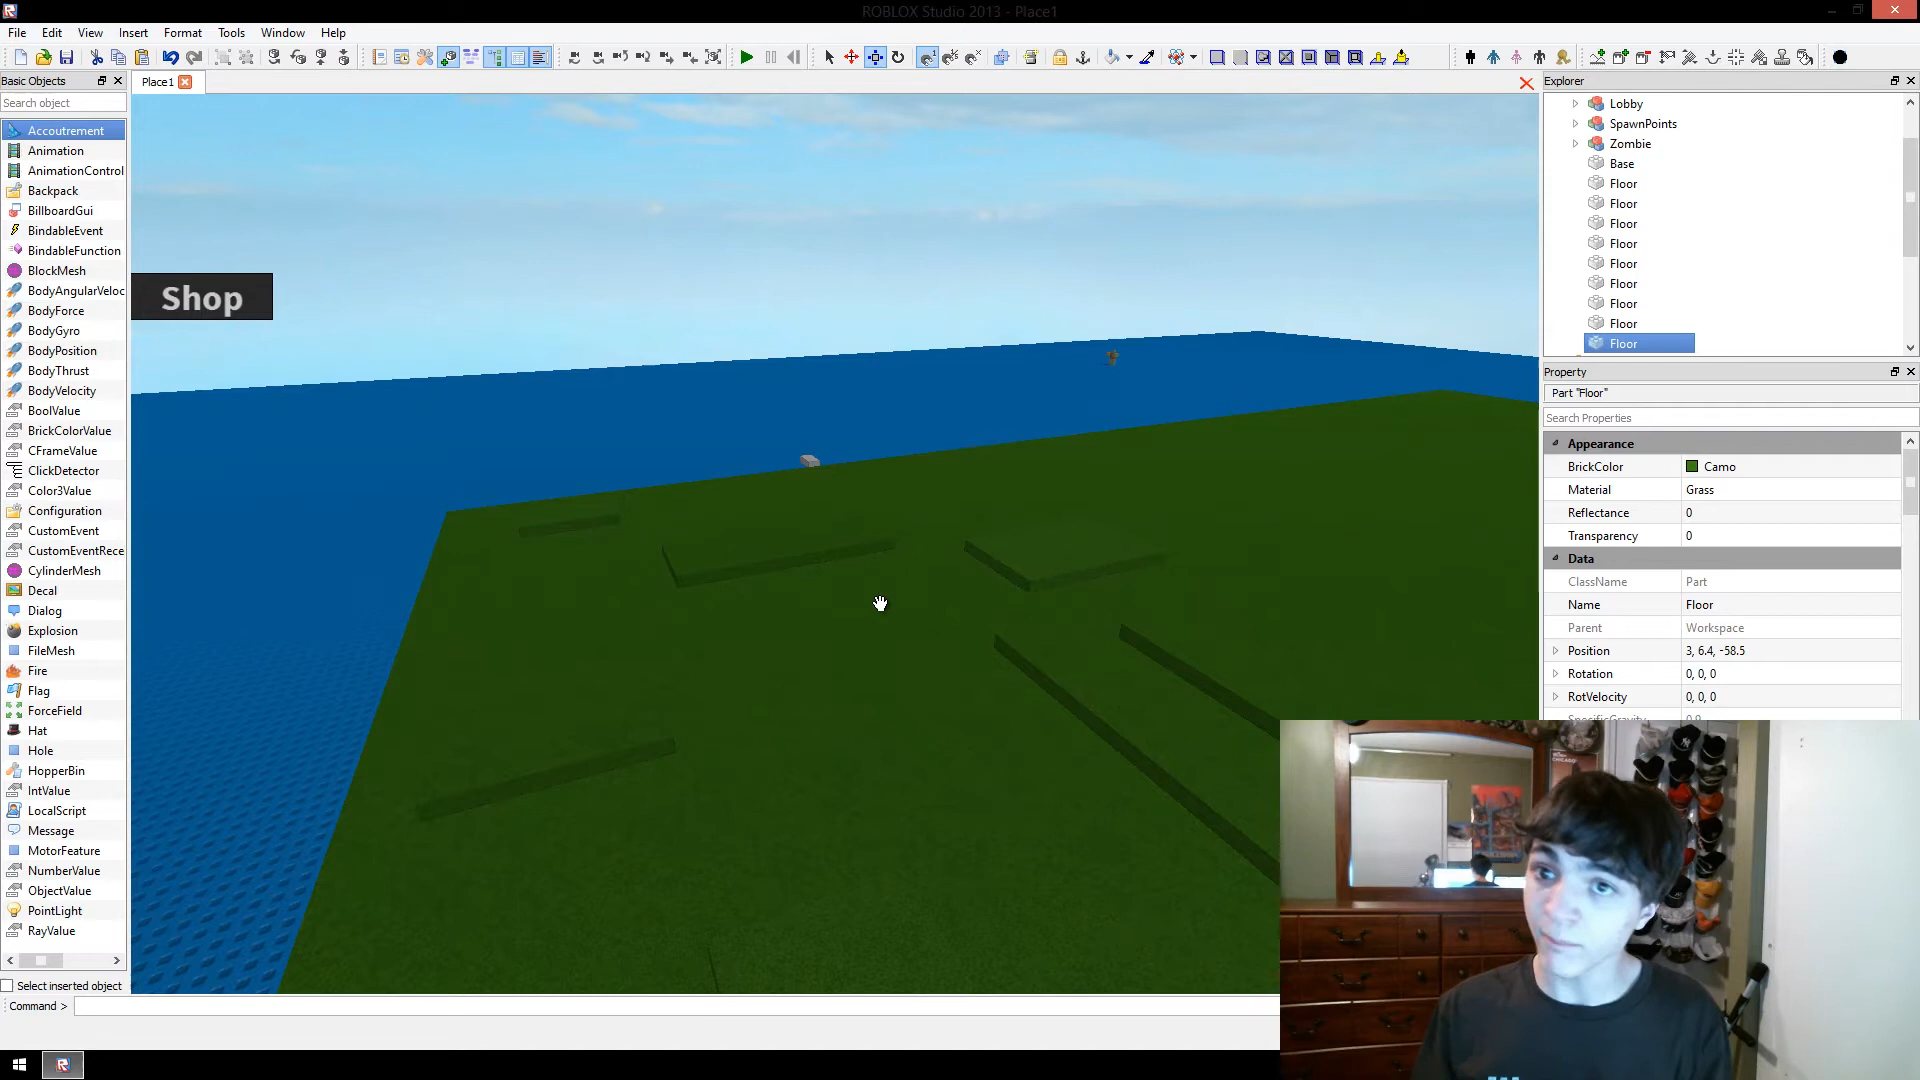 ROBLOX Studio 2013 - Place1
File Edit View Insert Format Tools Window Help
Basic Objects
Search object
Accoutrement
Animation
AnimationControl
Backpack
BillboardGui
BindableEvent
BindableFunction
BlockMesh
BodyAngularVeloc
BodyForce
BodyGyro
BodyPosition
BodyThrust
BodyVelocity
BoolValue
BrickColorValue
CFrameValue
ClickDetector
Color3Value
Configuration
CustomEvent
CustomEventRece
CylinderMesh
Decal
Dialog
Explosion
FileMesh
Fire
Flag
ForceField
Hat
Hole
HopperBin
IntValue
LocalScript
Message
MotorFeature
NumberValue
ObjectValue
PointLight
RayValue
Select inserted object
Command >
Place1
Shop
Explorer
Lobby
SpawnPoints
Zombie
Base
Floor
Floor
Floor
Floor
Floor
Floor
Floor
Floor
Floor
Property
Part "Floor"
Search Properties
Appearance
BrickColor Camo
Material Grass
Reflectance 0
Transparency 0
Data
ClassName Part
Name Floor
Parent Workspace
Position 3, 6.4, -58.5
Rotation 0, 0, 0
RotVelocity 0, 0, 0